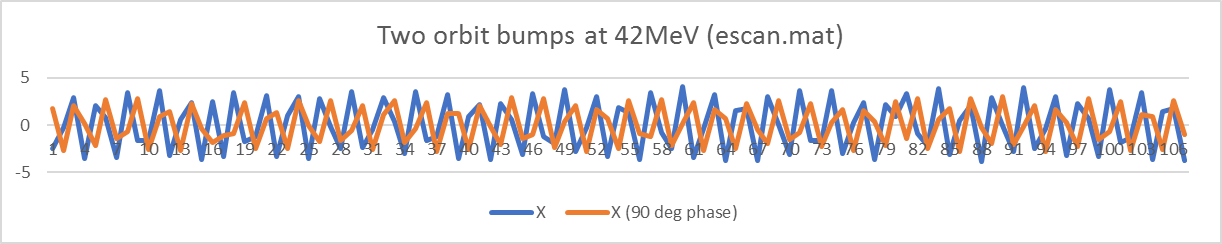 Two orbit bumps at 42MeV (escan.mat)
5
0
1 4 7 10 13 16 19 22 25 28 31 34 37 40 43 46 49 52 55 58 61 64 67 70 73 76 79 82 85 88 91 94 97 100 103 106
-5
X X (90 deg phase)